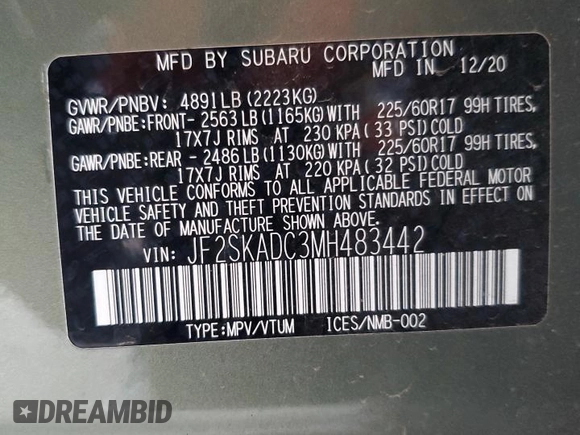 MFD BY SUBARU CORPORATION
MFD IN 12/20
GVWR/PNBV: 4891LB(2223KG)
GAWR/PNBE:FRONT- 2563LB(1165KG)WITH 225/60R17 99H TIRES,
17X7J RIMS AT 230 KPA(33 PSI)COLD
GAWR/PNBE:REAR - 2486LB(1130KG)WITH 225/60R17 99H TIRES,
17X7J RIMS AT 220 KPA(32 PSI)COLD
THIS VEHICLE CONFORMS TO ALL APPLICABLE FEDERAL MOTOR
VEHICLE SAFETY AND THEFT PREVENTION STANDARDS IN EFFECT ON
THE DATE OF MANUFACTURE SHOWN ABOVE.
VIN: JF2SKADC3MH483442
TYPE:MPV/VTUM ICES/NMB-002
DREAMBID